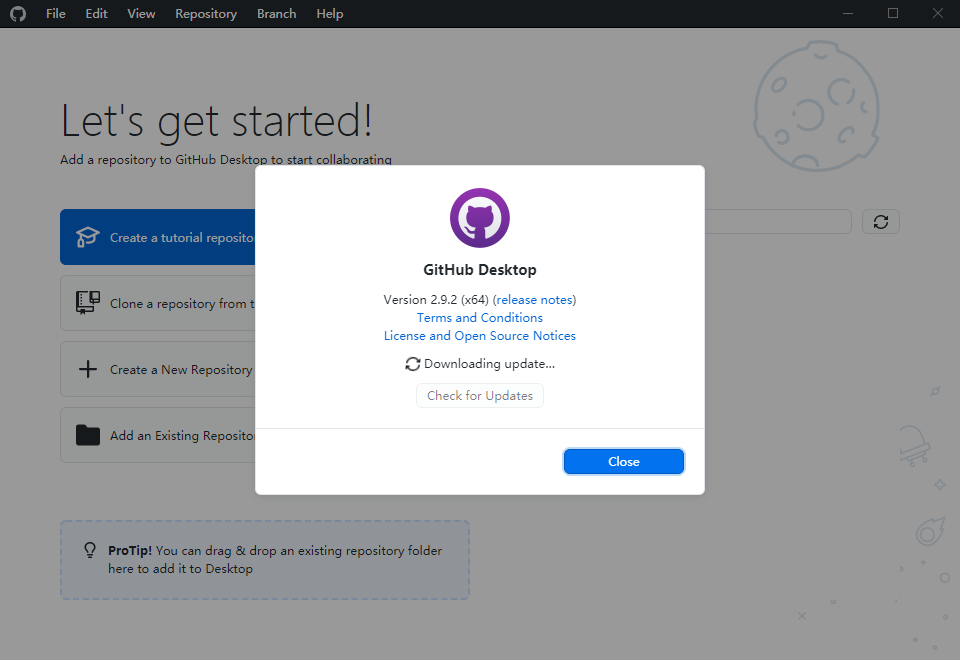 File Edit View Repository Branch Help
Let's get started!
Add a repository to GitHub Desktop to start collaborating
Create a tutorial reposito
Clone a repository from t
Create a New Repository
Add an Existing Reposito
GitHub Desktop
Version 2.9.2 (x64) (release notes)
Terms and Conditions
License and Open Source Notices
Downloading update...
Check for Updates
Close
ProTip! You can drag & drop an existing repository folder
here to add it to Desktop